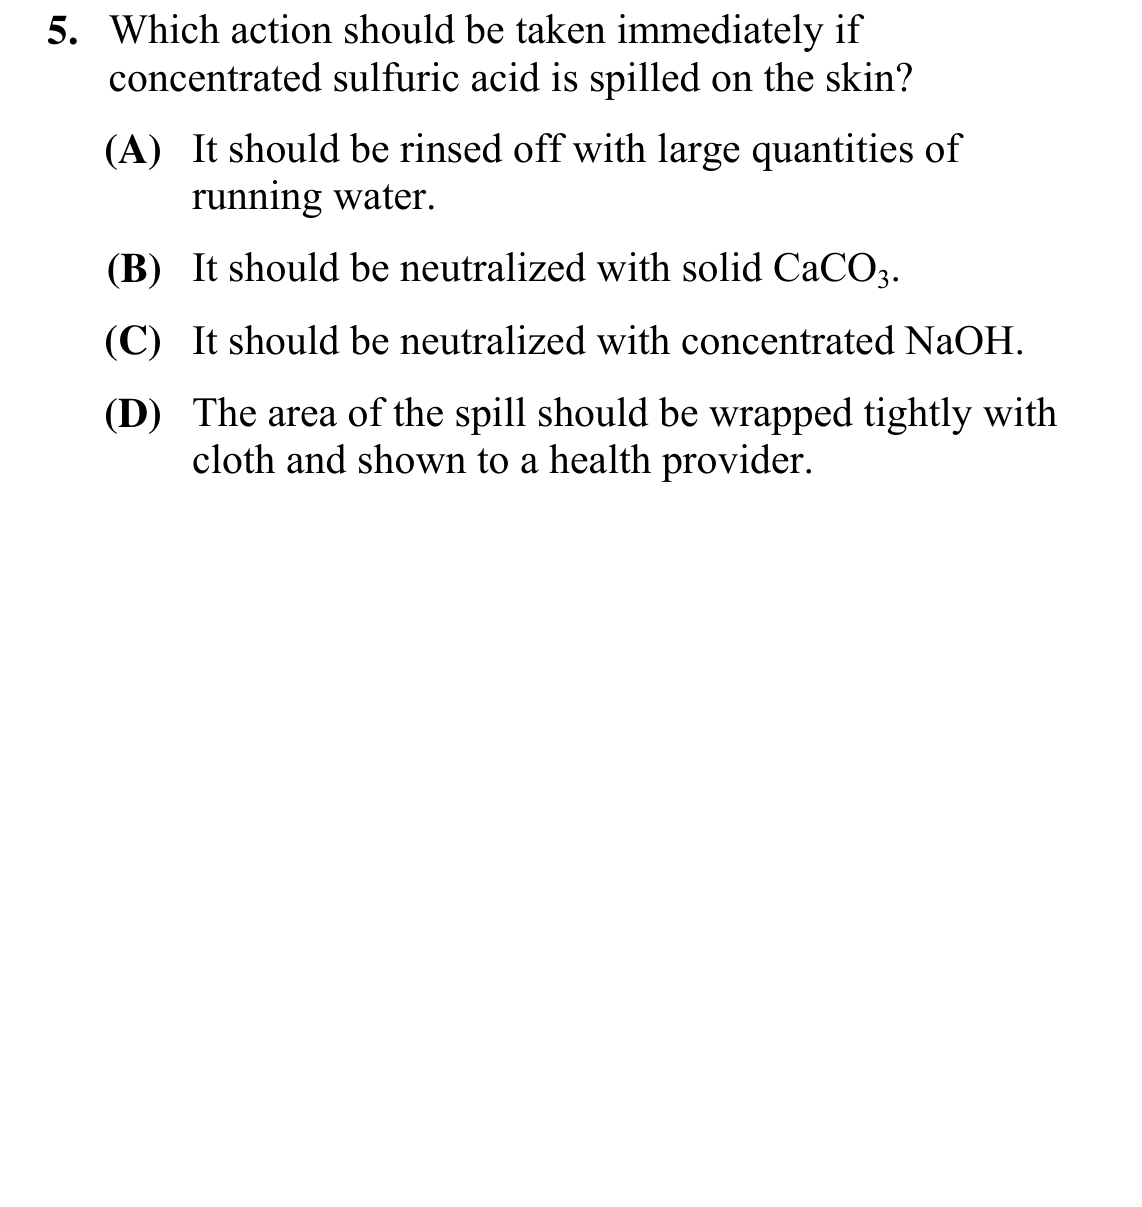 5. Which action should be taken immediately if
concentrated sulfuric acid is spilled on the skin?
(A) It should be rinsed off with large quantities of
running water.
(B) It should be neutralized with solid CaCO₃.
(C) It should be neutralized with concentrated NaOH.
(D) The area of the spill should be wrapped tightly with
cloth and shown to a health provider.